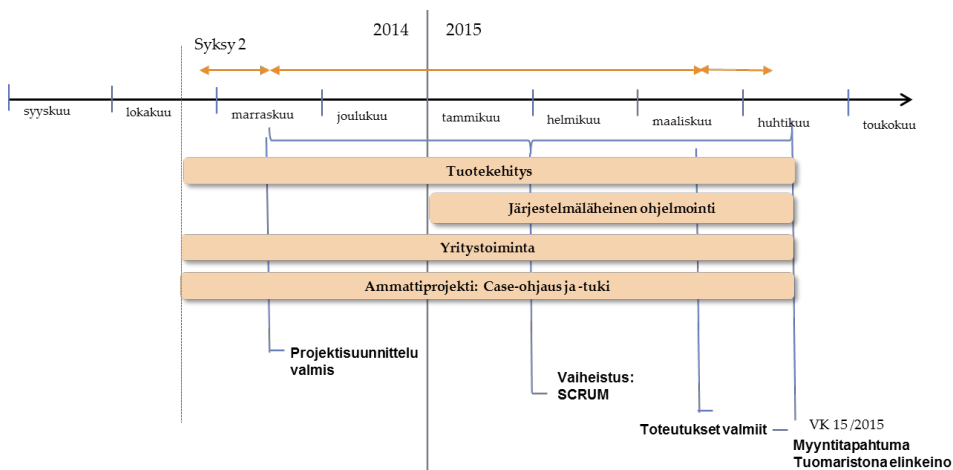 2014 2015
Syksy 2
syyskuu lokakuu marraskuu joulukuu tammikuu helmikuu maaliskuu huhtikuu toukokuu
Tuotekehitys
Järjestelmäläheinen ohjelmointi
Yritystoiminta
Ammattiprojekti: Case-ohjaus ja -tuki
Projektisuunnittelu
valmis
Vaiheistus:
SCRUM
Toteutukset valmiit
VK 15/2015
Myyntitapahtuma
Tuomaristona elinkeino